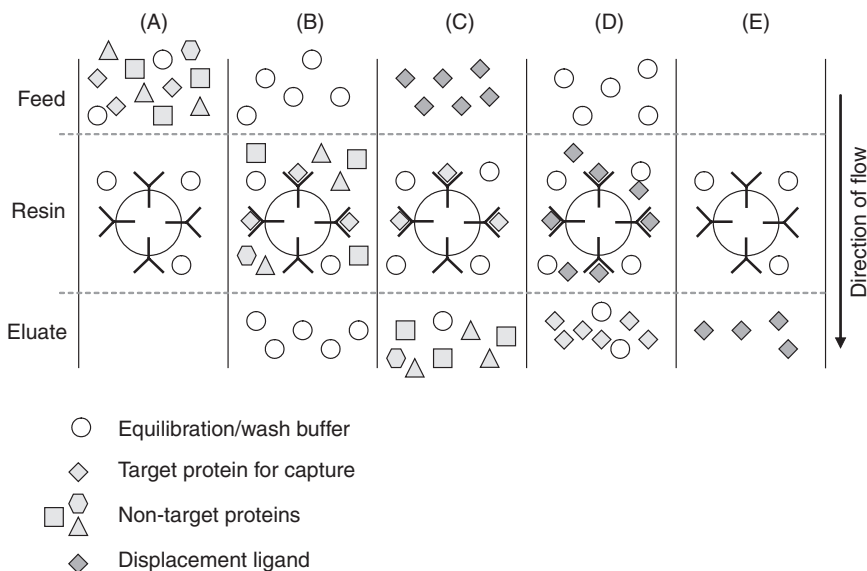 (A) (B) (C) (D) (E)
Feed
Resin
Eluate
Direction of flow
Equilibration/wash buffer
Target protein for capture
Non-target proteins
Displacement ligand